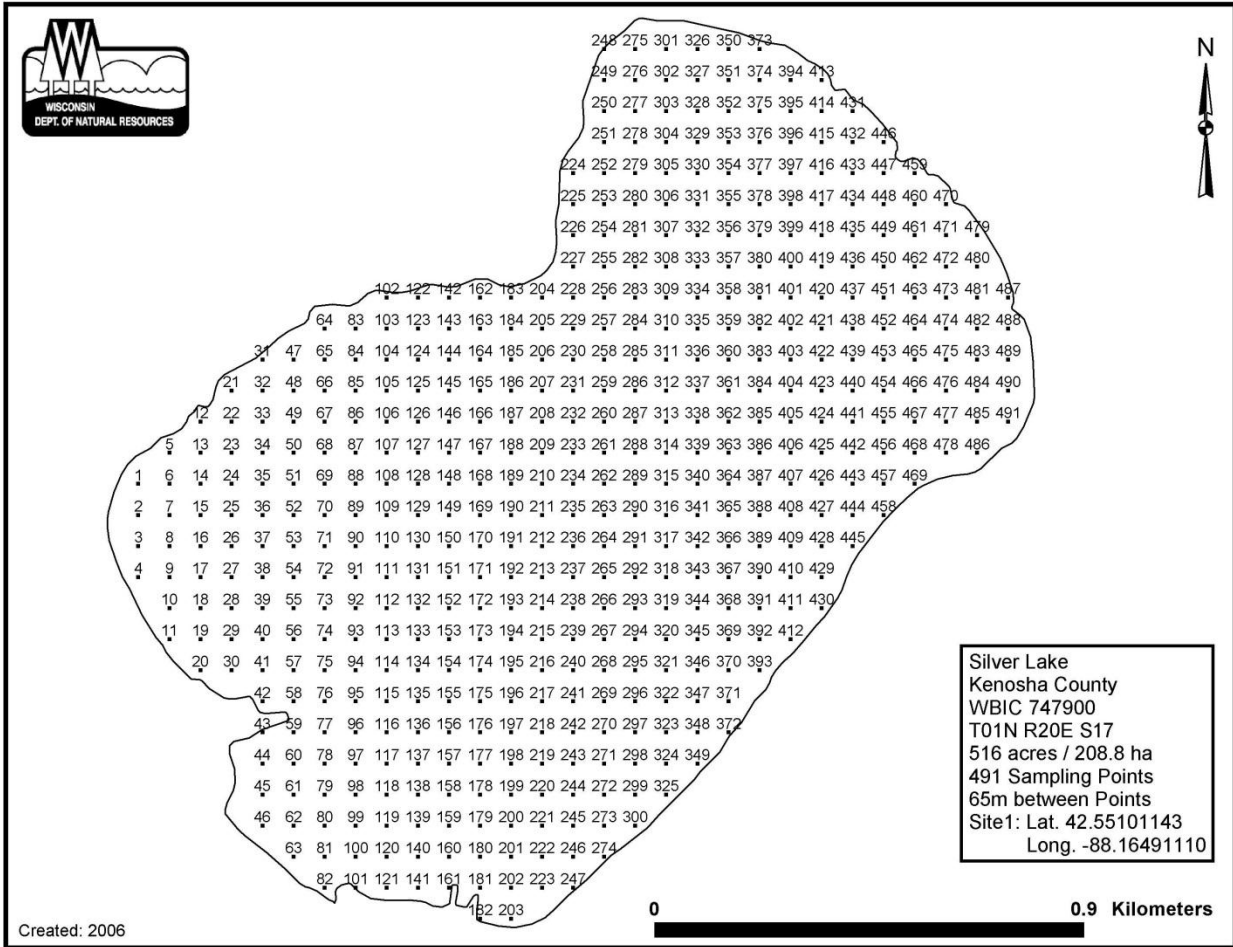 WISCONSIN
DEPT. OF NATURAL RESOURCES
N
248 275 301 326 350 373
249 276 302 327 351 374 394 413
250 277 303 328 352 375 395 414 431
251 278 304 329 353 376 396 415 432 446
224 252 279 305 330 354 377 397 416 433 447 459
225 253 280 306 331 355 378 398 417 434 448 460 470
226 254 281 307 332 356 379 399 418 435 449 461 471 479
227 255 282 308 333 357 380 400 419 436 450 462 472 480
102 122 142 162 183 204 228 256 283 309 334 358 381 401 420 437 451 463 473 481 487
64 83 103 123 143 163 184 205 229 257 284 310 335 359 382 402 421 438 452 464 474 482 488
31 47 65 84 104 124 144 164 185 206 230 258 285 311 336 360 383 403 422 439 453 465 475 483 489
21 32 48 66 85 105 125 145 165 186 207 231 259 286 312 337 361 384 404 423 440 454 466 476 484 490
12 22 33 49 67 86 106 126 146 166 187 208 232 260 287 313 338 362 385 405 424 441 455 467 477 485 491
5 13 23 34 50 68 87 107 127 147 167 188 209 233 261 288 314 339 363 386 406 425 442 456 468 478 486
1 6 14 24 35 51 69 88 108 128 148 168 189 210 234 262 289 315 340 364 387 407 426 443 457 469
2 7 15 25 36 52 70 89 109 129 149 169 190 211 235 263 290 316 341 365 388 408 427 444 458
3 8 16 26 37 53 71 90 110 130 150 170 191 212 236 264 291 317 342 366 389 409 428 445
4 9 17 27 38 54 72 91 111 131 151 171 192 213 237 265 292 318 343 367 390 410 429
10 18 28 39 55 73 92 112 132 152 172 193 214 238 266 293 319 344 368 391 411 430
11 19 29 40 56 74 93 113 133 153 173 194 215 239 267 294 320 345 369 392 412
20 30 41 57 75 94 114 134 154 174 195 216 240 268 295 321 346 370 393
42 58 76 95 115 135 155 175 196 217 241 269 296 322 347 371
43 59 77 96 116 136 156 176 197 218 242 270 297 323 348 372
44 60 78 97 117 137 157 177 198 219 243 271 298 324 349
45 61 79 98 118 138 158 178 199 220 244 272 299 325
46 62 80 99 119 139 159 179 200 221 245 273 300
63 81 100 120 140 160 180 201 222 246 274
82 101 121 141 161 181 202 223 247
182 203
Silver Lake
Kenosha County
WBIC 747900
T01N R20E S17
516 acres / 208.8 ha
491 Sampling Points
65m between Points
Site1: Lat. 42.55101143
Long. -88.16491110
0 0.9 Kilometers
Created: 2006